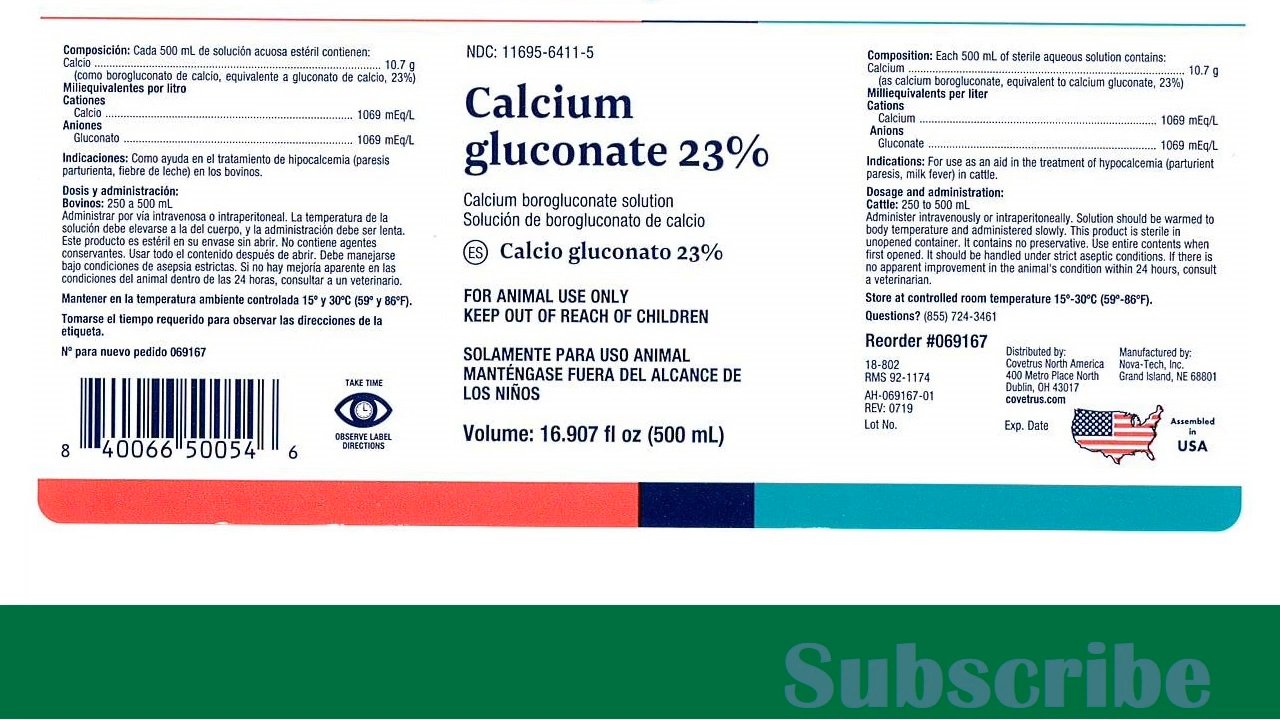 Composición: Cada 500 mL de solución acuosa estéril contienen:
Calcio ........ 10.7 g
(como borogluconato de calcio, equivalente a gluconato de calcio, 23%)
Miliequivalentes por litro
Cationes
Calcio ........ 1069 mEq/L
Aniones
Gluconato ........ 1069 mEq/L
Indicaciones: Como ayuda en el tratamiento de hipocalcemia (paresis
parturienta, fiebre de leche) en los bovinos.
Dosis y administración:
Bovinos: 250 a 500 mL
Administrar por vía intravenosa o intraperitoneal. La temperatura de la
solución debe elevarse a la del cuerpo, y la administración debe ser lenta.
Este producto es estéril en su envase sin abrir. No contiene agentes
conservantes. Usar todo el contenido después de abrir. Debe manejarse
bajo condiciones de asepsia estrictas. Si no hay mejoría aparente en las
condiciones del animal dentro de las 24 horas, consultar a un veterinario.
Mantener en la temperatura ambiente controlada 15º y 30ºC (59º y 86ºF).
Tomarse el tiempo requerido para observar las direcciones de la
etiqueta.
Nº para nuevo pedido 069167
8 40066 50054 6
TAKE TIME
OBSERVE LABEL
DIRECTIONS
NDC: 11695-6411-5
Calcium
gluconate 23%
Calcium borogluconate solution
Solución de borogluconato de calcio
ES Calcio gluconato 23%
FOR ANIMAL USE ONLY
KEEP OUT OF REACH OF CHILDREN
SOLAMENTE PARA USO ANIMAL
MANTÉNGASE FUERA DEL ALCANCE DE
LOS NIÑOS
Volume: 16.907 fl oz (500 mL)
Composition: Each 500 mL of sterile aqueous solution contains:
Calcium ........ 10.7 g
(as calcium borogluconate, equivalent to calcium gluconate, 23%)
Milliequivalents per liter
Cations
Calcium ........ 1069 mEq/L
Anions
Gluconate ........ 1069 mEq/L
Indications: For use as an aid in the treatment of hypocalcemia (parturient
paresis, milk fever) in cattle.
Dosage and administration:
Cattle: 250 to 500 mL
Administer intravenously or intraperitoneally. Solution should be warmed to
body temperature and administered slowly. This product is sterile in
unopened container. It contains no preservative. Use entire contents when
first opened. It should be handled under strict aseptic conditions. If there is
no apparent improvement in the animal's condition within 24 hours, consult
a veterinarian.
Store at controlled room temperature 15º-30ºC (59º-86ºF).
Questions? (855) 724-3461
Reorder #069167
18-802
RMS 92-1174
AH-069167-01
REV: 0719
Lot No.
Distributed by:
Covetrus North America
400 Metro Place North
Dublin, OH 43017
covetrus.com
Exp. Date
Manufactured by:
Nova-Tech, Inc.
Grand Island, NE 68801
Assembled
in
USA
Subscribe